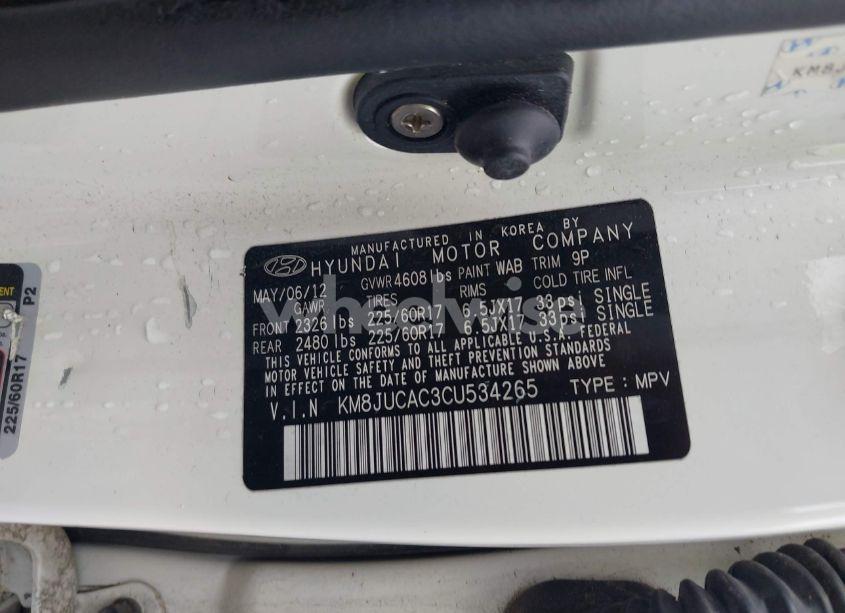 KM8J
MANUFACTURED IN KOREA BY
HYUNDAI MOTOR COMPANY
MAY/06/12 GVWR 4608 lbs PAINT WAB TRIM 9P
GAWR TIRES RIMS COLD TIRE INFL
FRONT 2326 lbs 225/60R17 6.5JX17 33 psi SINGLE
REAR 2480 lbs 225/60R17 6.5JX17 33 psi SINGLE
THIS VEHICLE CONFORMS TO ALL APPLICABLE U.S.A. FEDERAL
MOTOR VEHICLE SAFETY AND THEFT PREVENTION STANDARDS
IN EFFECT ON THE DATE OF MANUFACTURE SHOWN ABOVE
V.I.N KM8JUCAC3CU534265 TYPE : MPV
P2
225/60R17
wheelwise